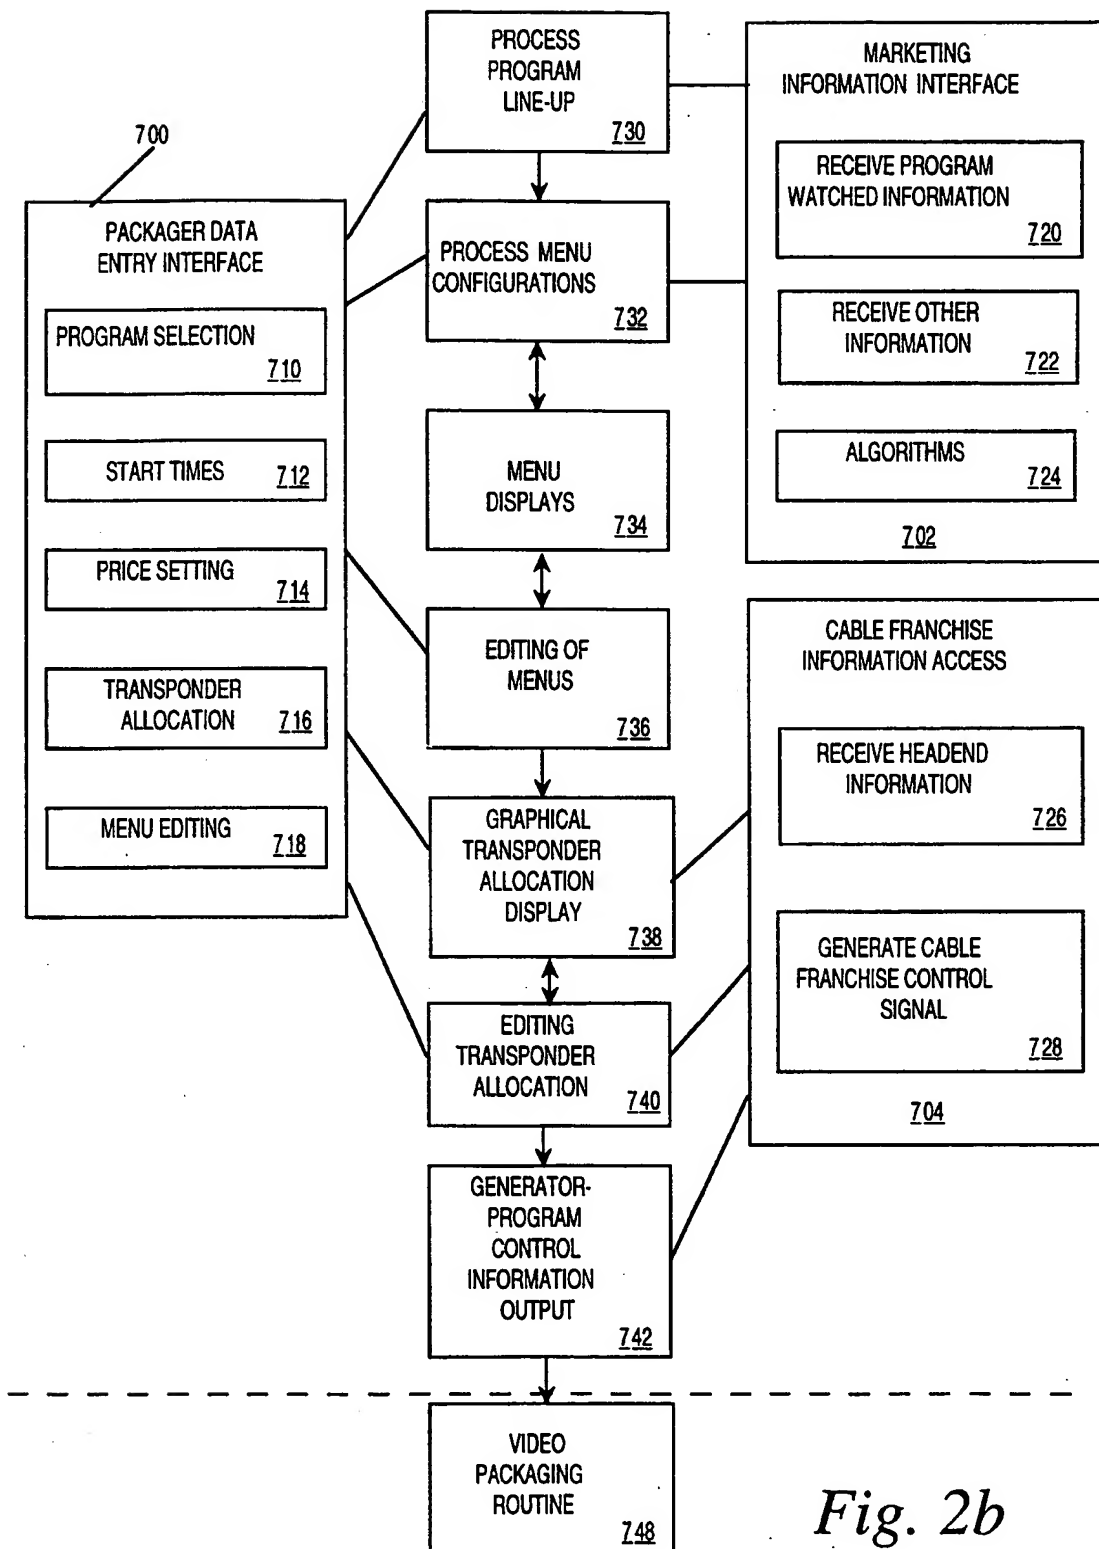 700
PACKAGER DATA
ENTRY INTERFACE
PROGRAM SELECTION
710
START TIMES 712
PRICE SETTING
714
TRANSPONDER
ALLOCATION 716
MENU EDITING 718
PROCESS
PROGRAM
LINE-UP
730
PROCESS MENU
CONFIGURATIONS
732
MENU
DISPLAYS
734
EDITING OF
MENUS
736
GRAPHICAL
TRANSPONDER
ALLOCATION
DISPLAY
738
EDITING
TRANSPONDER
ALLOCATION
740
GENERATOR-
PROGRAM
CONTROL
INFORMATION
OUTPUT
742
VIDEO
PACKAGING
ROUTINE
748
MARKETING
INFORMATION INTERFACE
RECEIVE PROGRAM
WATCHED INFORMATION
720
RECEIVE OTHER
INFORMATION
722
ALGORITHMS
724
702
CABLE FRANCHISE
INFORMATION ACCESS
RECEIVE HEADEND
INFORMATION
726
GENERATE CABLE
FRANCHISE CONTROL
SIGNAL
728
704
Fig. 2b